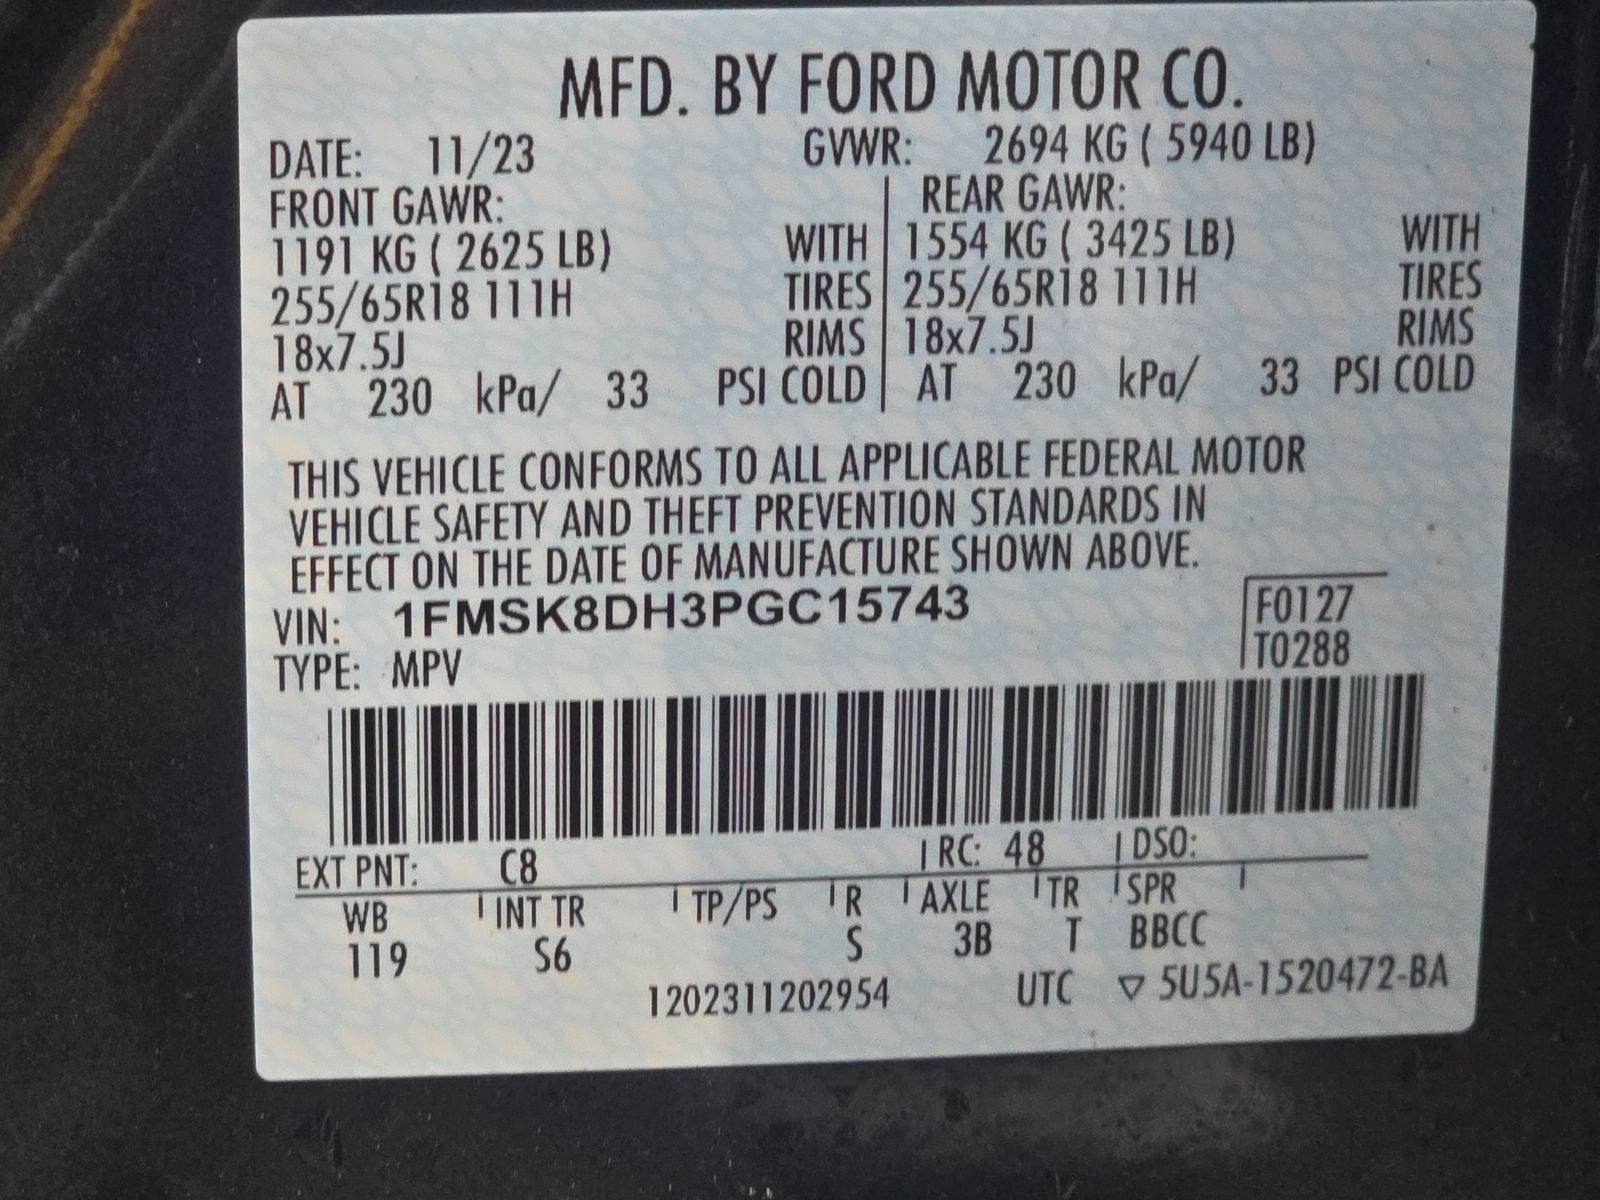 MFD. BY FORD MOTOR CO.
DATE: 11/23 GVWR: 2694 KG ( 5940 LB)
FRONT GAWR: REAR GAWR:
1191 KG ( 2625 LB) WITH 1554 KG ( 3425 LB) WITH
255/65R18 111H TIRES 255/65R18 111H TIRES
18x7.5J RIMS 18x7.5J RIMS
AT 230 kPa/ 33 PSI COLD AT 230 kPa/ 33 PSI COLD
THIS VEHICLE CONFORMS TO ALL APPLICABLE FEDERAL MOTOR
VEHICLE SAFETY AND THEFT PREVENTION STANDARDS IN
EFFECT ON THE DATE OF MANUFACTURE SHOWN ABOVE.
VIN: 1FMSK8DH3PGC15743 F0127
TYPE: MPV T0288
EXT PNT: C8 RC: 48 DSO:
WB INT TR TP/PS R AXLE TR SPR
119 S6 S 3B T BBCC
1202311202954 UTC ▽ 5U5A-1520472-BA